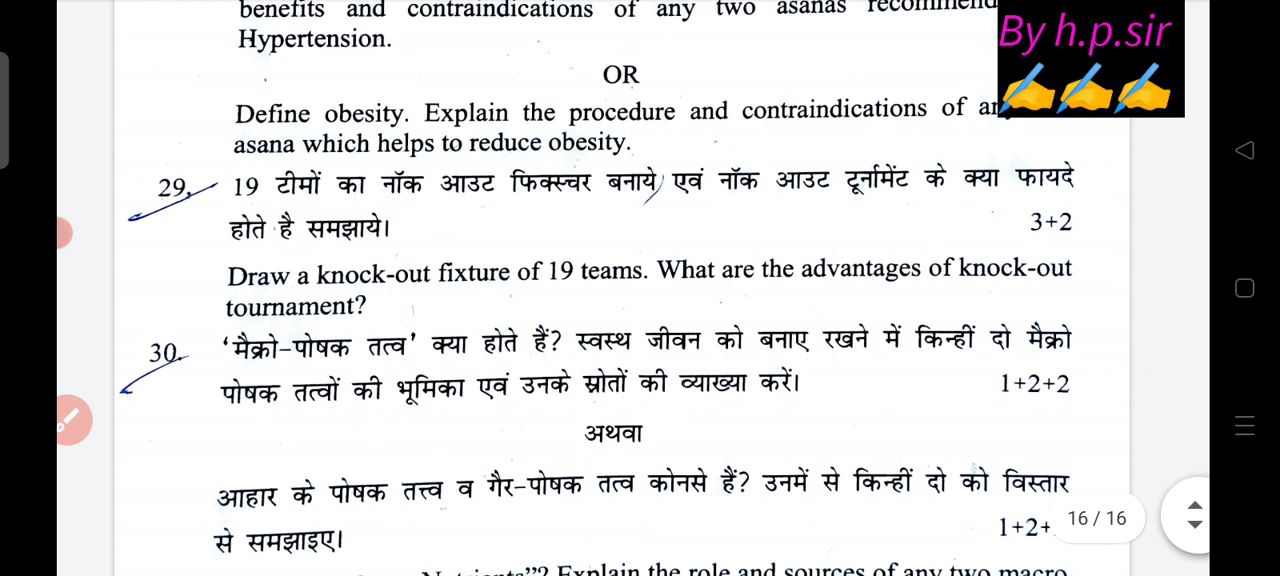 benefits and contraindications of any two asanas
Hypertension.
By h.p.sir
OR
Define obesity. Explain the procedure and contraindications of
asana which helps to reduce obesity.
29. 19 टीमों का नॉक आउट फिक्स्चर बनाये एवं नॉक आउट टूर्नामेंट के क्या फायदे
होते है समझाये। 3+2
Draw a knock-out fixture of 19 teams. What are the advantages of knock-out
tournament?
30. 'मैक्रो-पोषक तत्व' क्या होते हैं? स्वस्थ जीवन को बनाए रखने में किन्हीं दो मैक्रो
पोषक तत्वों की भूमिका एवं उनके स्रोतों की व्याख्या करें। 1+2+2
अथवा
आहार के पोषक तत्त्व व गैर-पोषक तत्व कोनसे हैं? उनमें से किन्हीं दो को विस्तार
से समझाइए। 1+2+
16 / 16
Explain the role and sources of any two macro